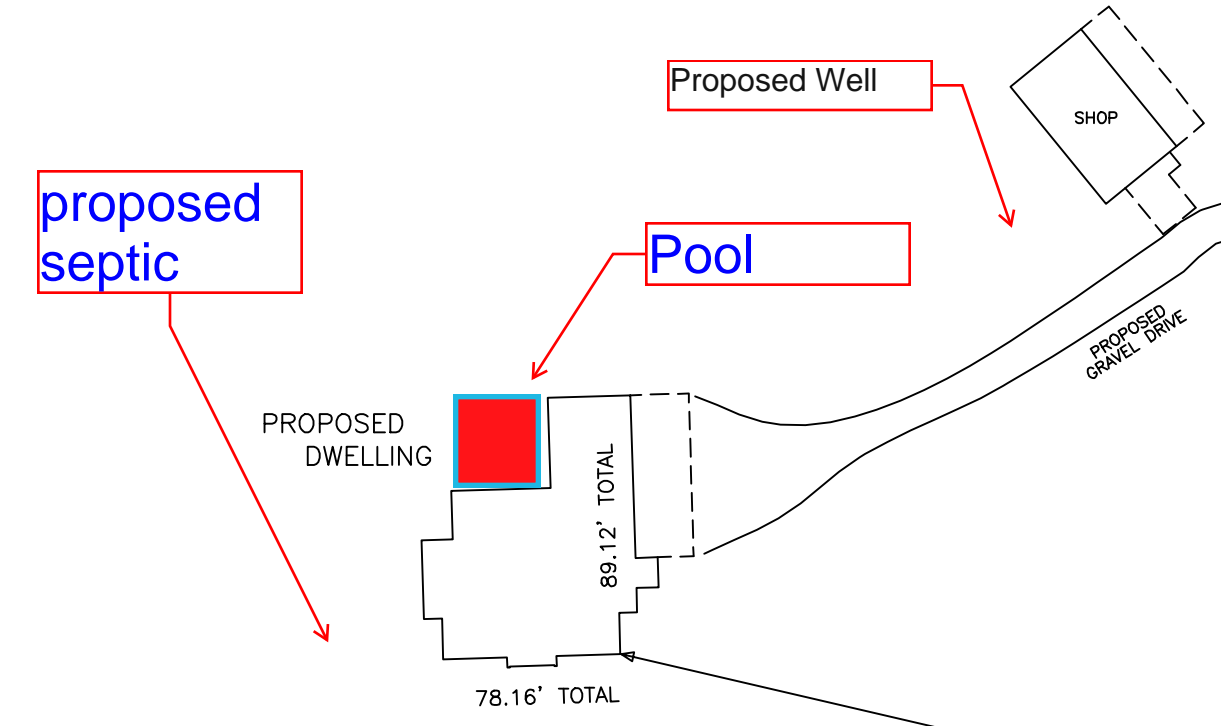 Proposed Well
SHOP
proposed
septic
Pool
PROPOSED
GRAVEL DRIVE
PROPOSED
DWELLING
89.12' TOTAL
78.16' TOTAL